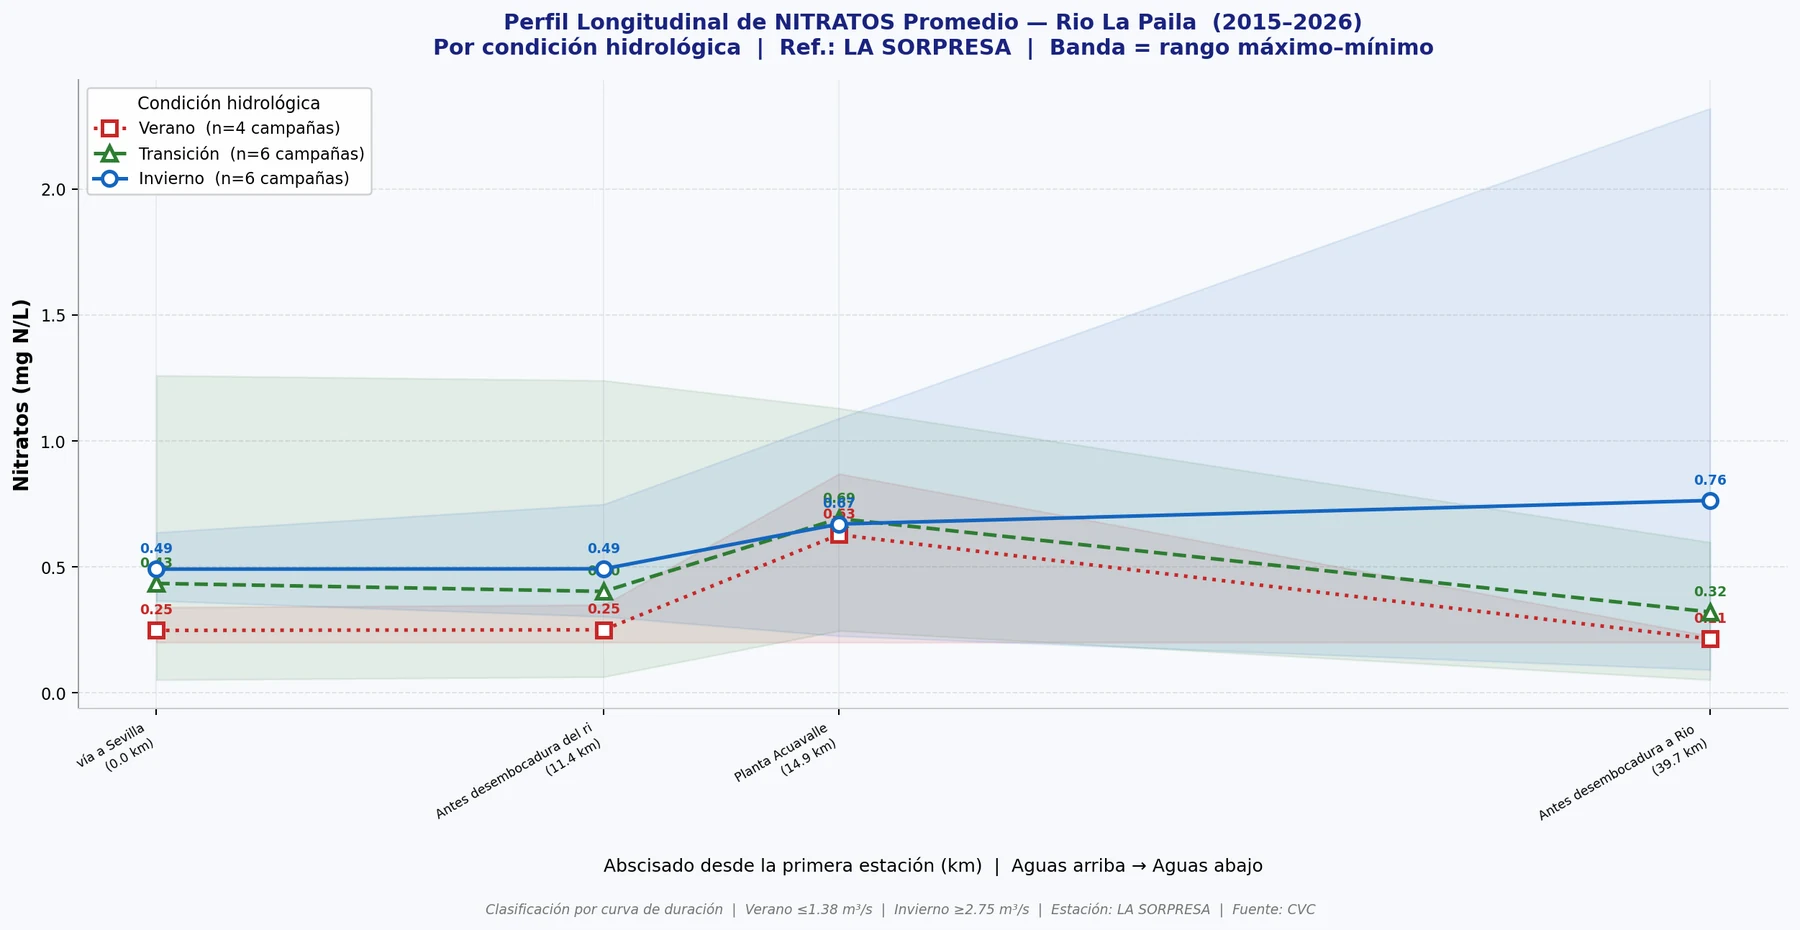 Perfil Longitudinal de NITRATOS Promedio — Rio La Paila  (2015–2026)
Por condición hidrológica  |  Ref.: LA SORPRESA  |  Banda = rango máximo–mínimo
Condición hidrológica
Verano  (n=4 campañas)
Transición  (n=6 campañas)
Invierno  (n=6 campañas)
Nitratos (mg N/L)
2.0
1.5
1.0
0.5
0.0
0.49
0.25
0.49
0.25
0.69
0.67
0.63
0.76
0.32
vía a Sevilla
(0.0 km)
Antes desembocadura del ri
(11.4 km)
Planta Acuavalle
(14.9 km)
Antes desembocadura a Rio
(39.7 km)
Abscisado desde la primera estación (km)  |  Aguas arriba → Aguas abajo
Clasificación por curva de duración  |  Verano ≤1.38 m³/s  |  Invierno ≥2.75 m³/s  |  Estación: LA SORPRESA  |  Fuente: CVC